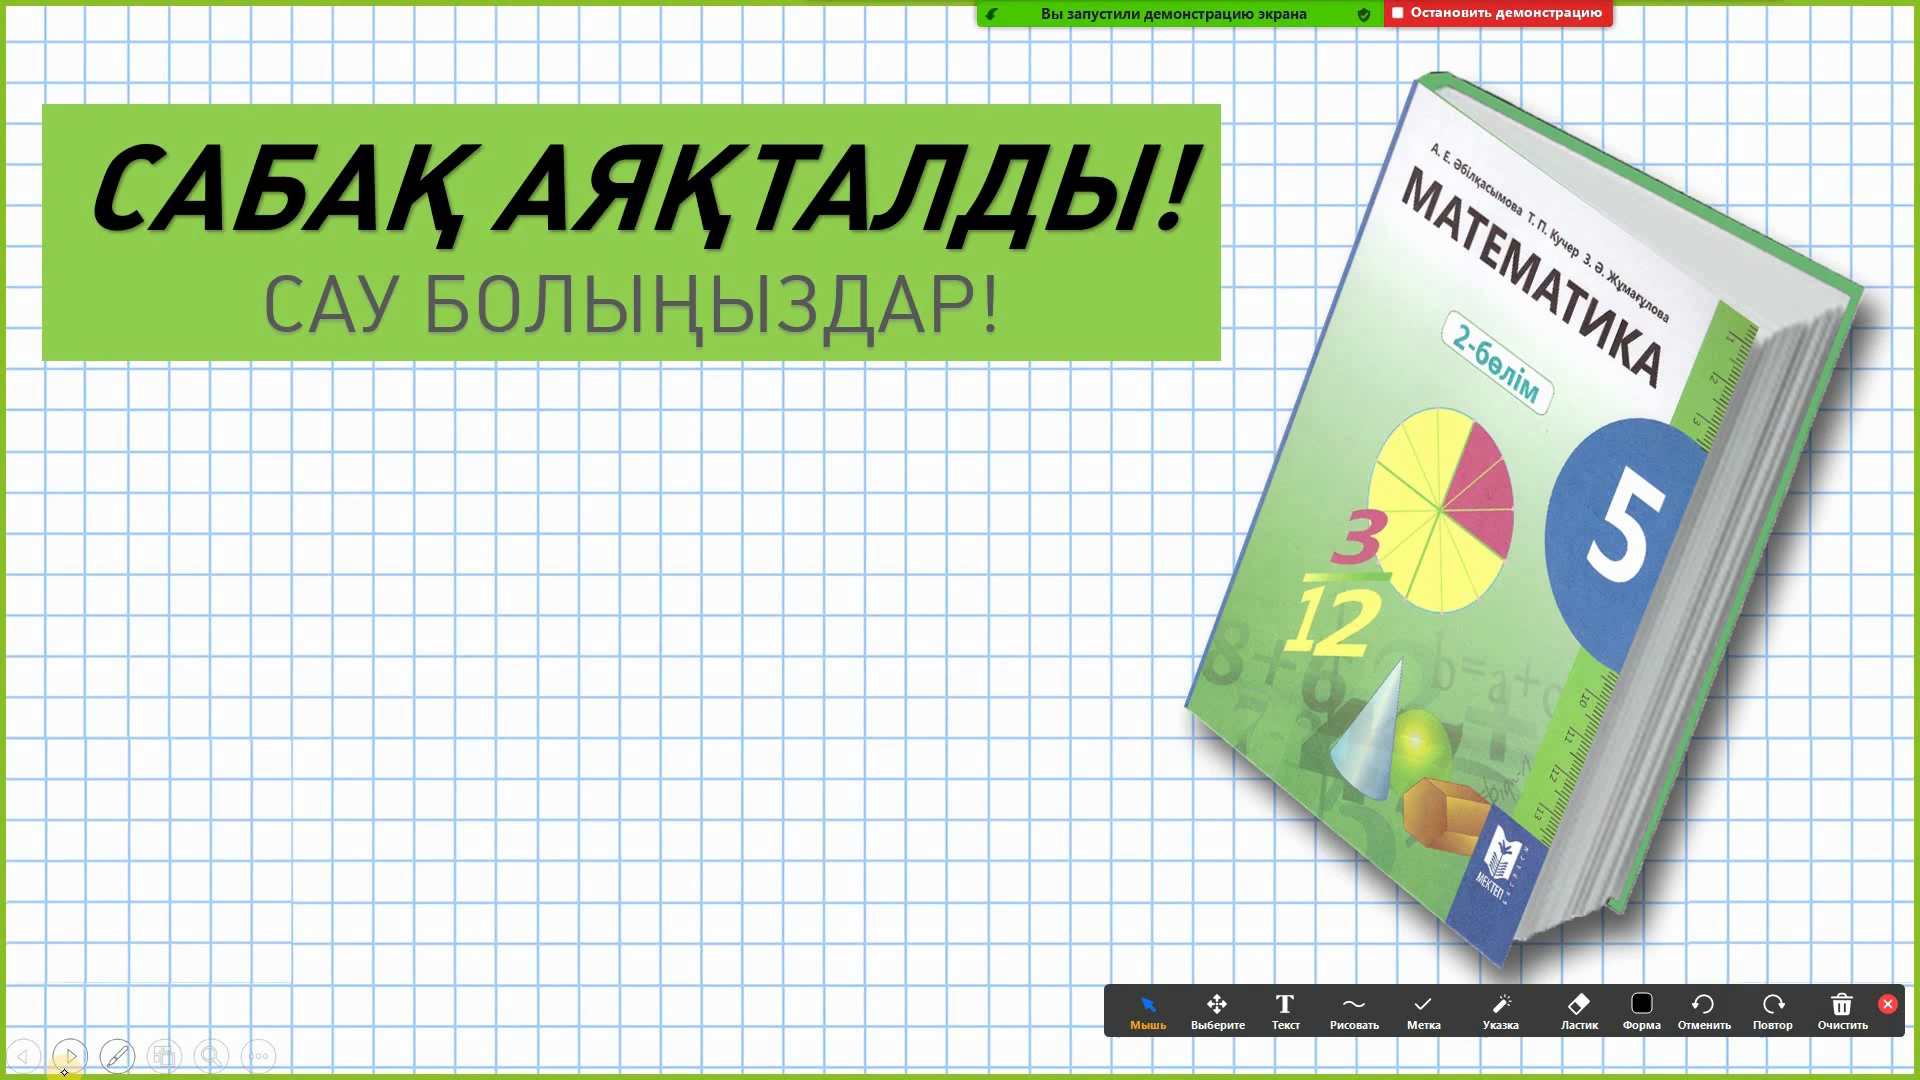 Вы запустили демонстрацию экрана
Остановить демонстрацию
САБАҚ АЯҚТАЛДЫ!
САУ БОЛЫҢЫЗДАР!
А. Е. Әбілқасымова Т. П. Кучер З. Ә. Жұмағұлова
МАТЕМАТИКА
2-бөлім
5
3
12
МЕКТЕП
Мышь Выберите Текст Рисовать Метка Указка Ластик Форма Отменить Повтор Очистить